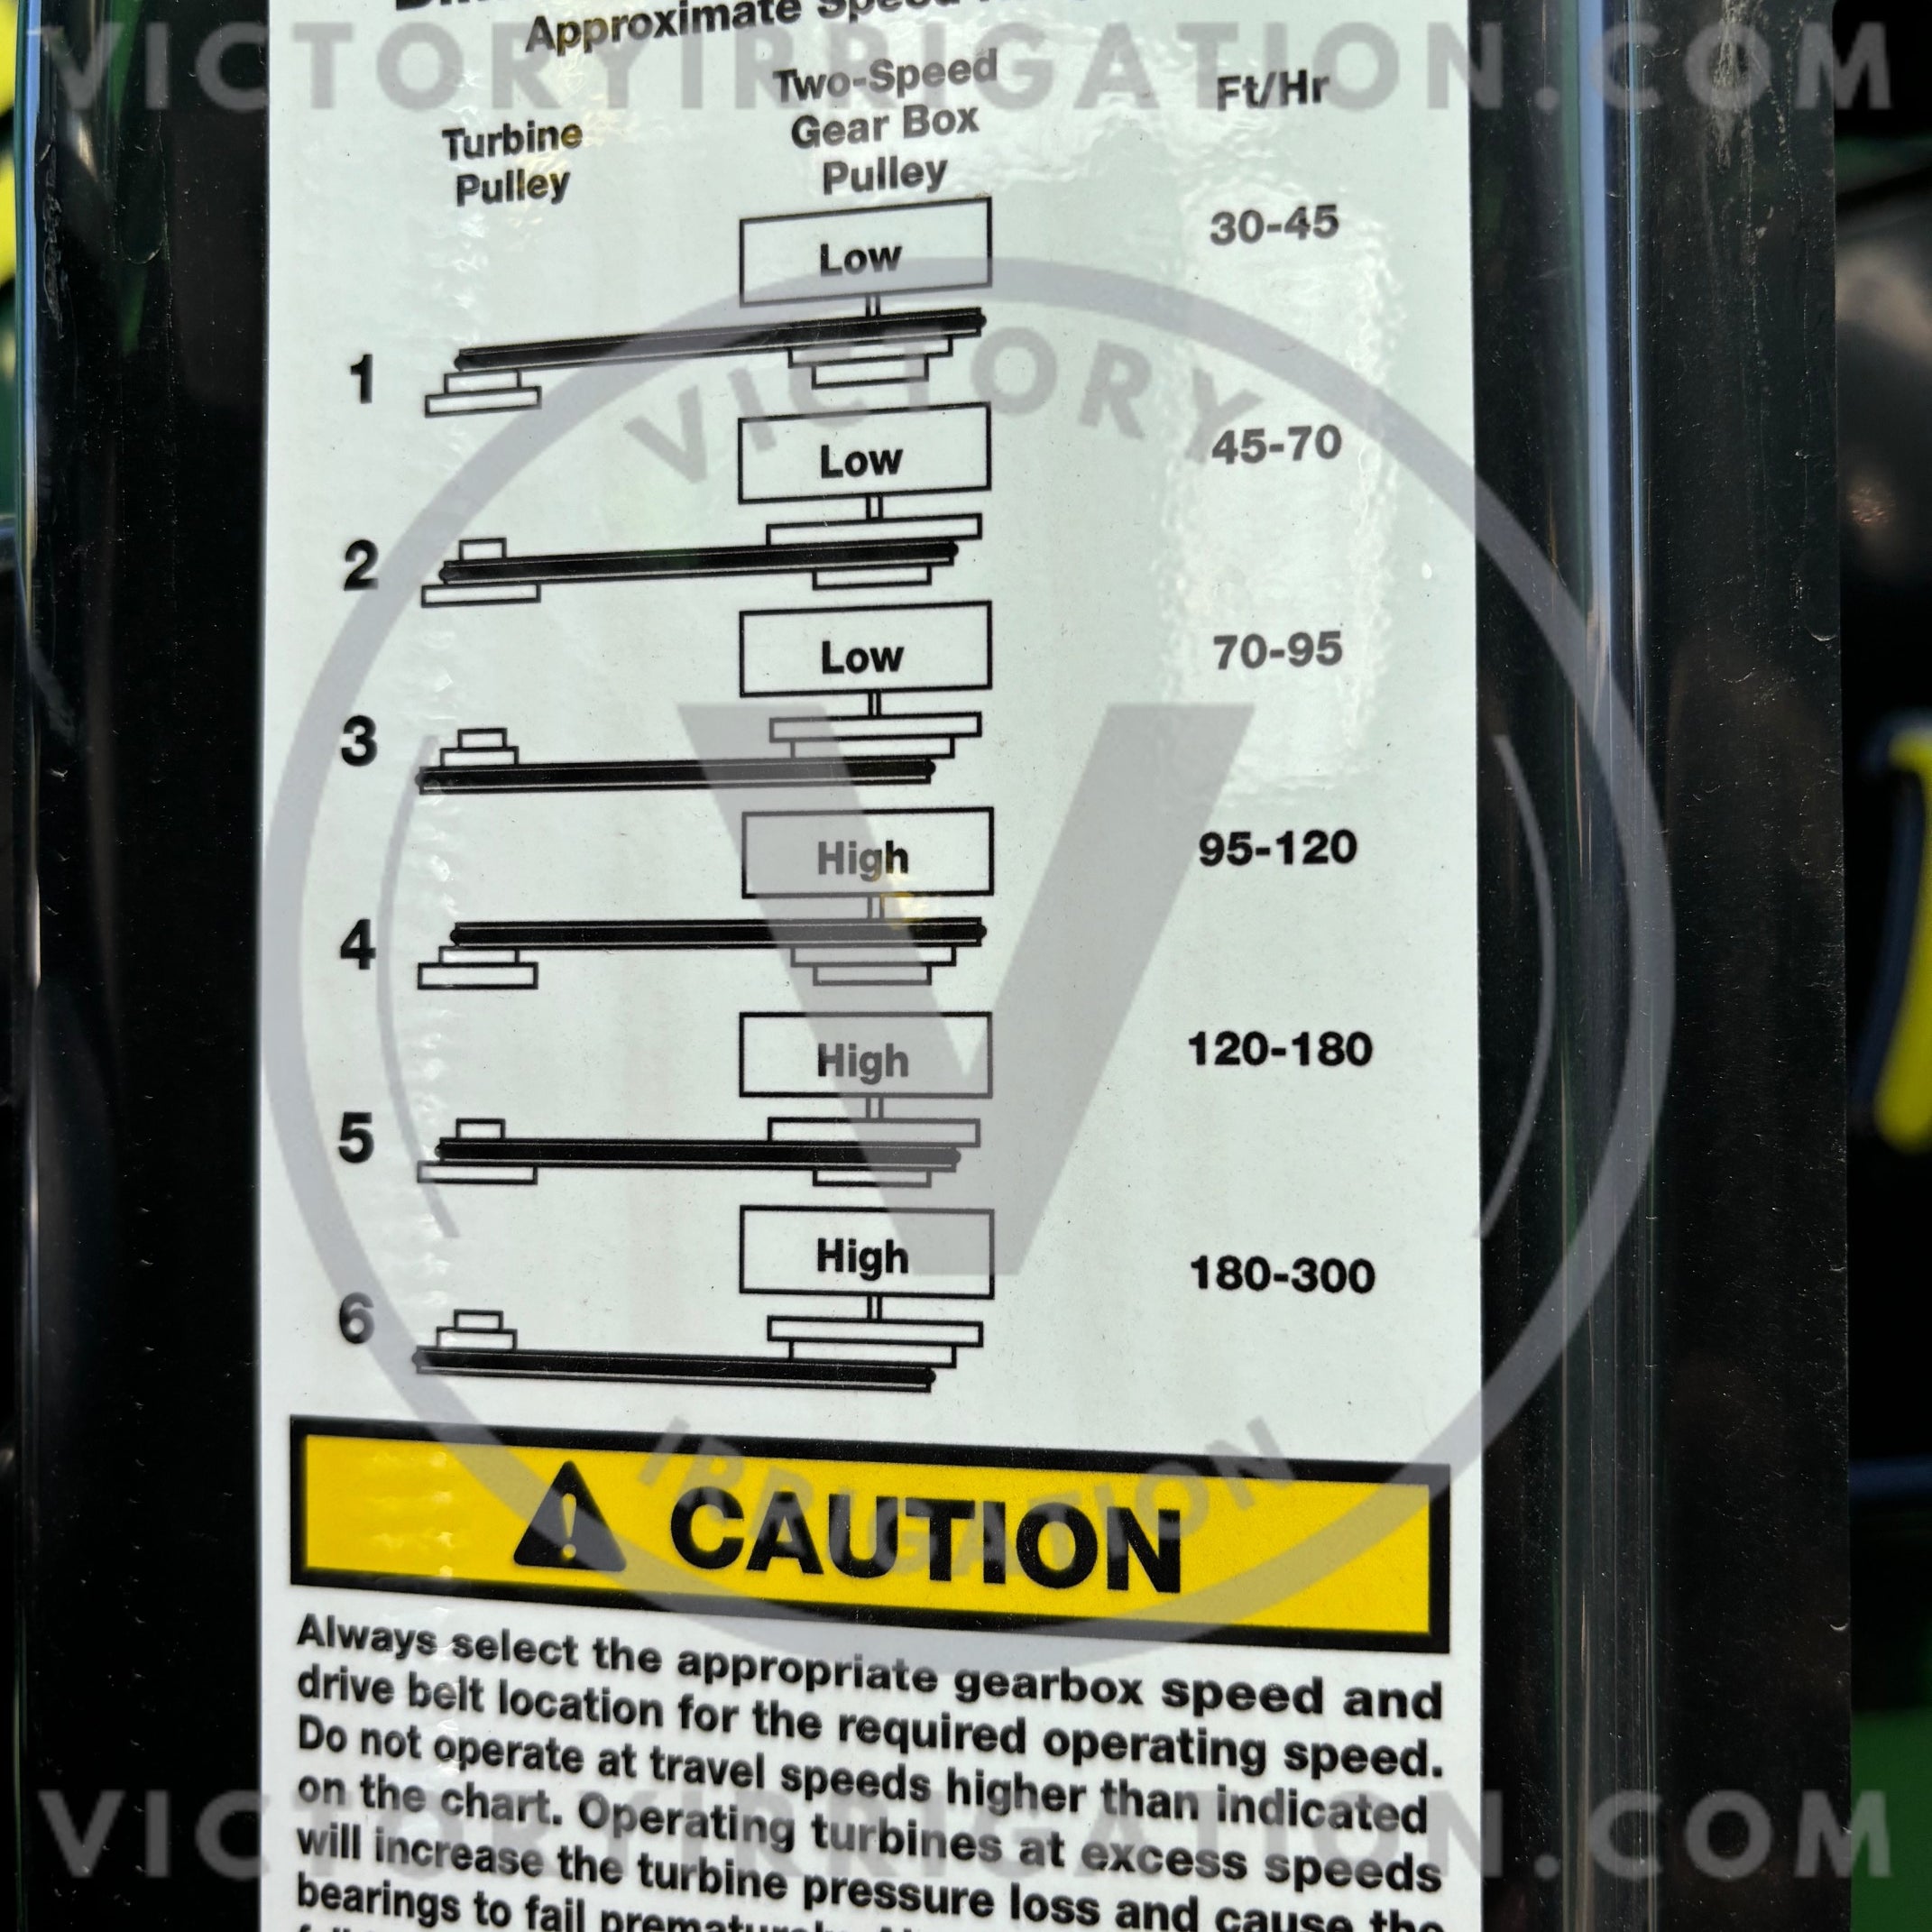 VICTORYIRRIGATION.COM
Approximate Speed
Turbine
Pulley
Two-Speed
Gear Box
Pulley
Ft/Hr
1
Low
30-45
2
Low
45-70
3
Low
70-95
4
High
95-120
5
High
120-180
6
High
180-300
VICTORY
V
IRRIGATION
CAUTION
Always select the appropriate gearbox speed and
drive belt location for the required operating speed.
Do not operate at travel speeds higher than indicated
on the chart. Operating turbines at excess speeds
will increase the turbine pressure loss and cause the
bearings to fail prematurely.
VICTORYIRRIGATION.COM